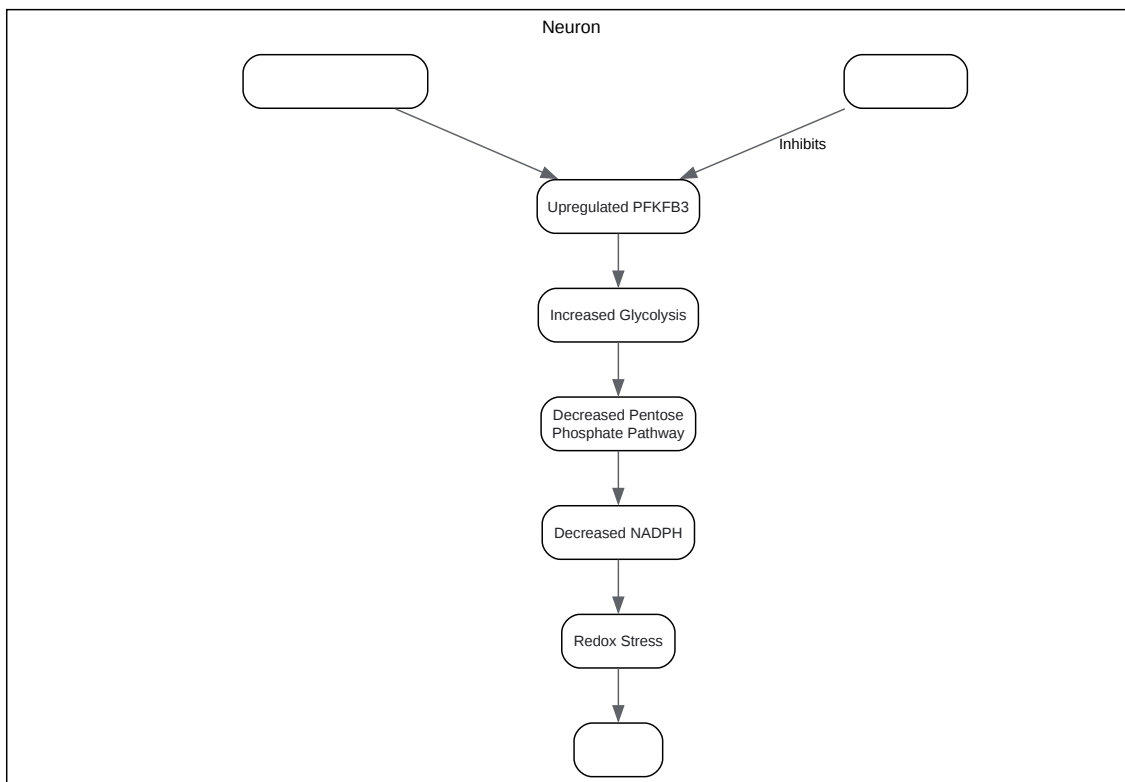 Neuron
Inhibits
Upregulated PFKFB3
Increased Glycolysis
Decreased Pentose
Phosphate Pathway
Decreased NADPH
Redox Stress